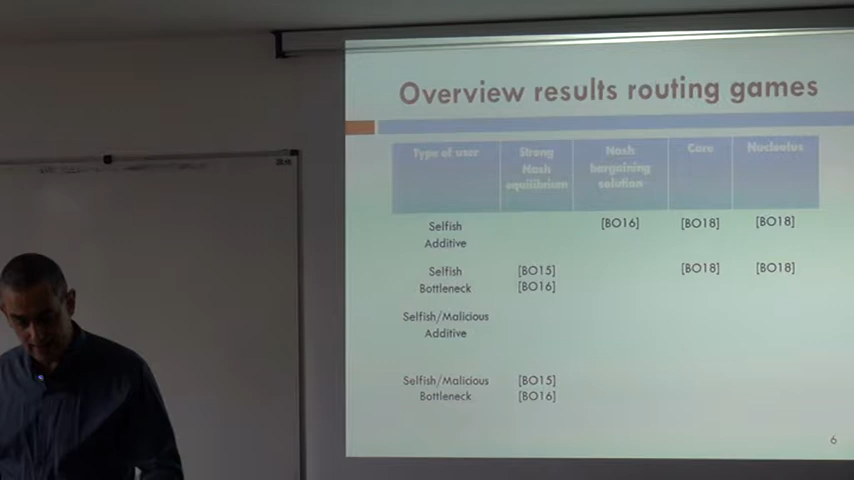 Overview results routing games
Type of user
Strong
Nash
equilibrium
Nash
bargaining
solution
Core
Nucleolus
Selfish
Additive
[BO16]
[BO18]
[BO18]
Selfish
Bottleneck
[BO15]
[BO16]
[BO18]
[BO18]
Selfish/Malicious
Additive
Selfish/Malicious
Bottleneck
[BO15]
[BO16]
6